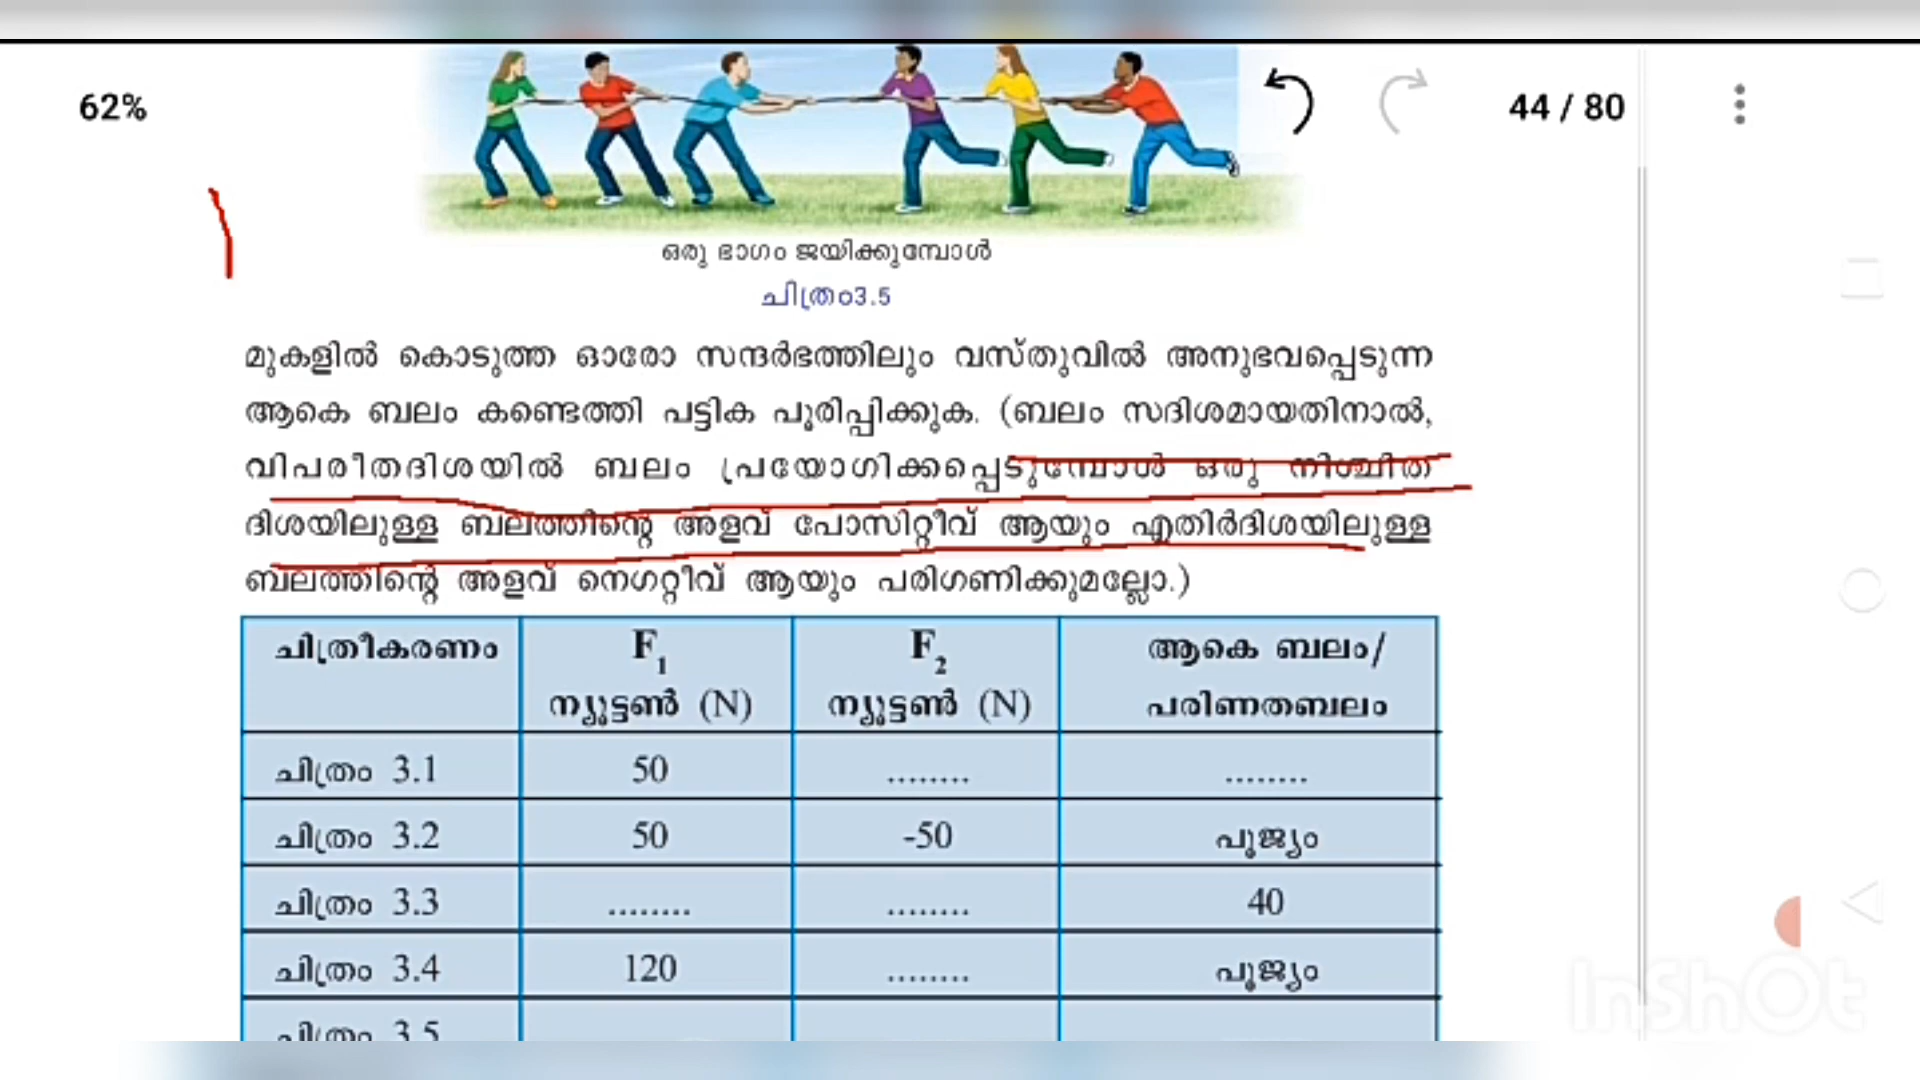 62%
44 / 80
ഒരു ഭാഗം ജയിക്കുമ്പോൾ
ചിത്രം3.5
മുകളിൽ കൊടുത്ത ഓരോ സന്ദർഭത്തിലും വസ്തുവിൽ അനുഭവപ്പെടുന്ന
ആകെ ബലം കണ്ടെത്തി പട്ടിക പൂരിപ്പിക്കുക. (ബലം സദിശമായതിനാൽ,
വിപരീതദിശയിൽ ബലം പ്രയോഗിക്കപ്പെടുമ്പോൾ ഒരു നിശ്ചിത
ദിശയിലുള്ള ബലത്തിന്റെ അളവ് പോസിറ്റീവ് ആയും എതിർദിശയിലുള്ള
ബലത്തിന്റെ അളവ് നെഗറ്റീവ് ആയും പരിഗണിക്കുമല്ലോ.)
ചിത്രീകരണം F1 F2 ആകെ ബലം/
ന്യൂട്ടൺ (N) ന്യൂട്ടൺ (N) പരിണതബലം
ചിത്രം 3.1 50 ........ ........
ചിത്രം 3.2 50 -50 പൂജ്യം
ചിത്രം 3.3 ........ ........ 40
ചിത്രം 3.4 120 ........ പൂജ്യം
ചിത്രം 3.5
InShOt